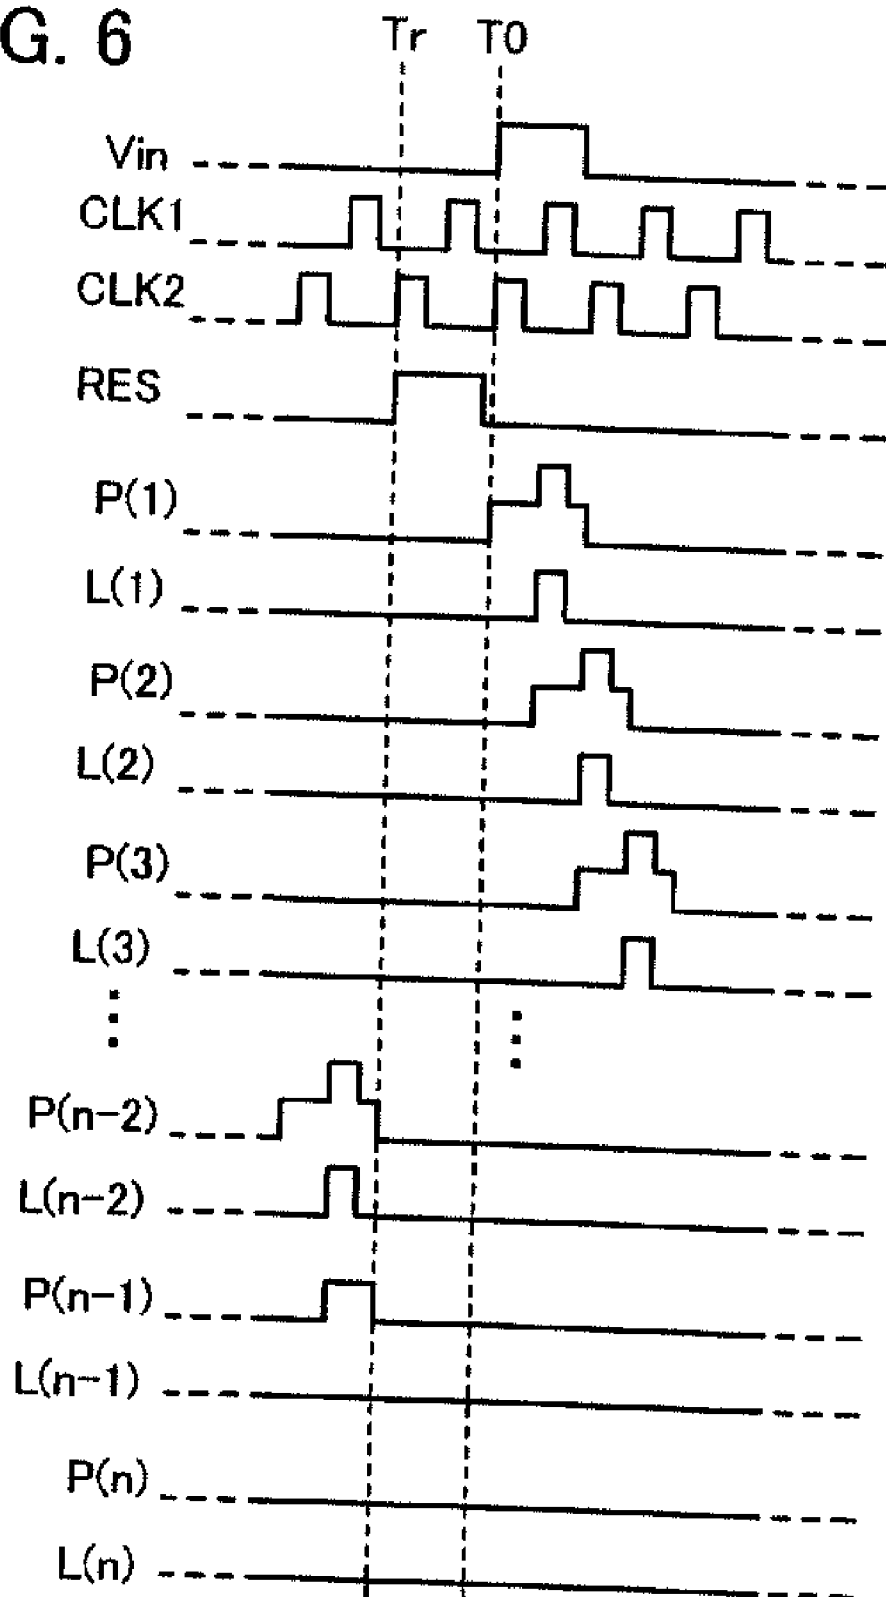 G. 6
Tr T0
Vin
CLK1
CLK2
RES
P(1)
L(1)
P(2)
L(2)
P(3)
L(3)
P(n-2)
L(n-2)
P(n-1)
L(n-1)
P(n)
L(n)